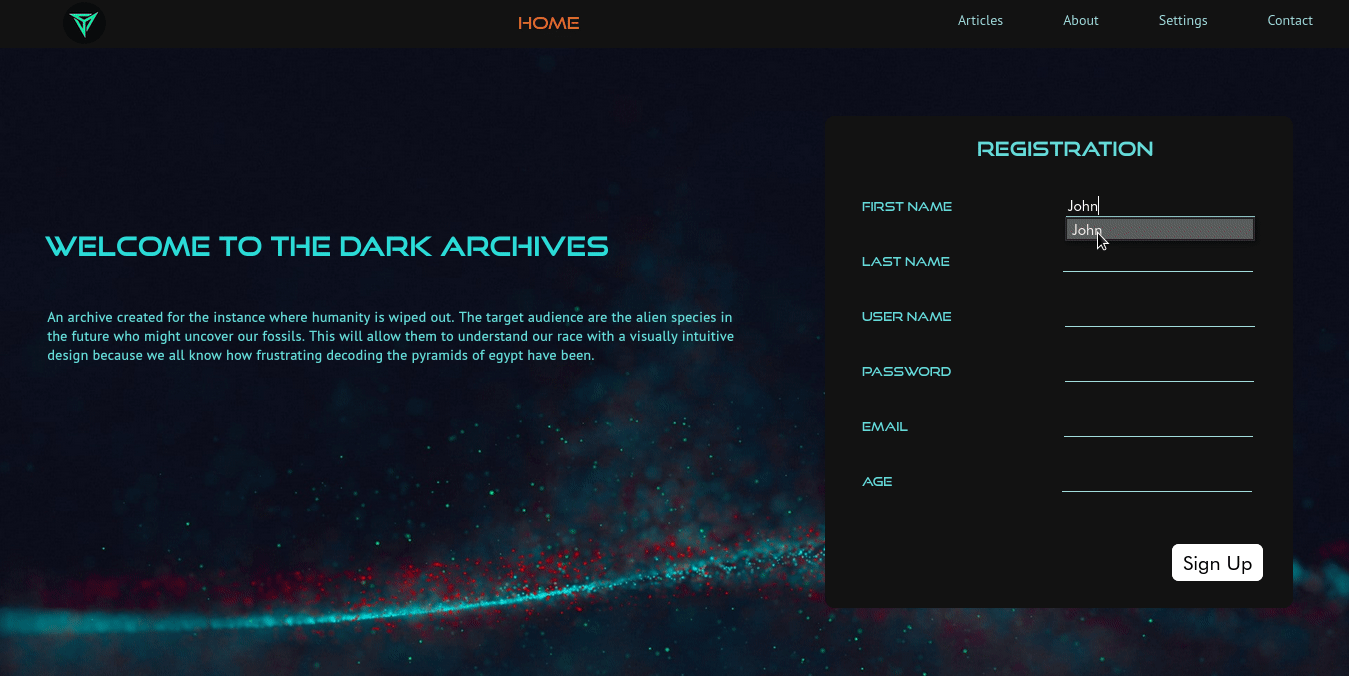 HOME
Articles
About
Settings
Contact
WELCOME TO THE DARK ARCHIVES
An archive created for the instance where humanity is wiped out. The target audience are the alien species in
the future who might uncover our fossils. This will allow them to understand our race with a visually intuitive
design because we all know how frustrating decoding the pyramids of egypt have been.
REGISTRATION
FIRST NAME
John
John
LAST NAME
USER NAME
PASSWORD
EMAIL
AGE
Sign Up